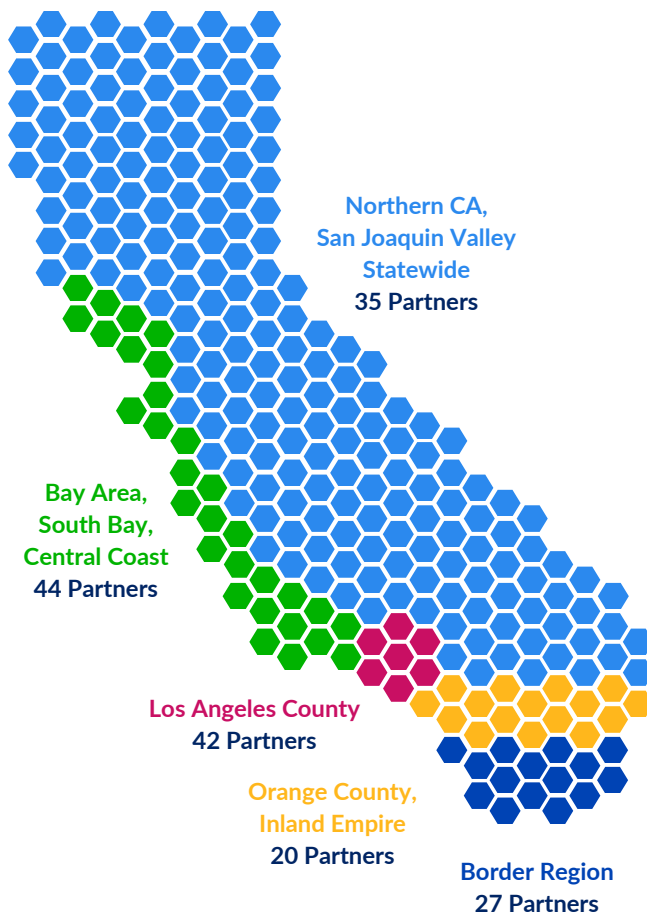 Northern CA,
San Joaquin Valley
Statewide
35 Partners
Bay Area,
South Bay,
Central Coast
44 Partners
Los Angeles County
42 Partners
Orange County,
Inland Empire
20 Partners
Border Region
27 Partners